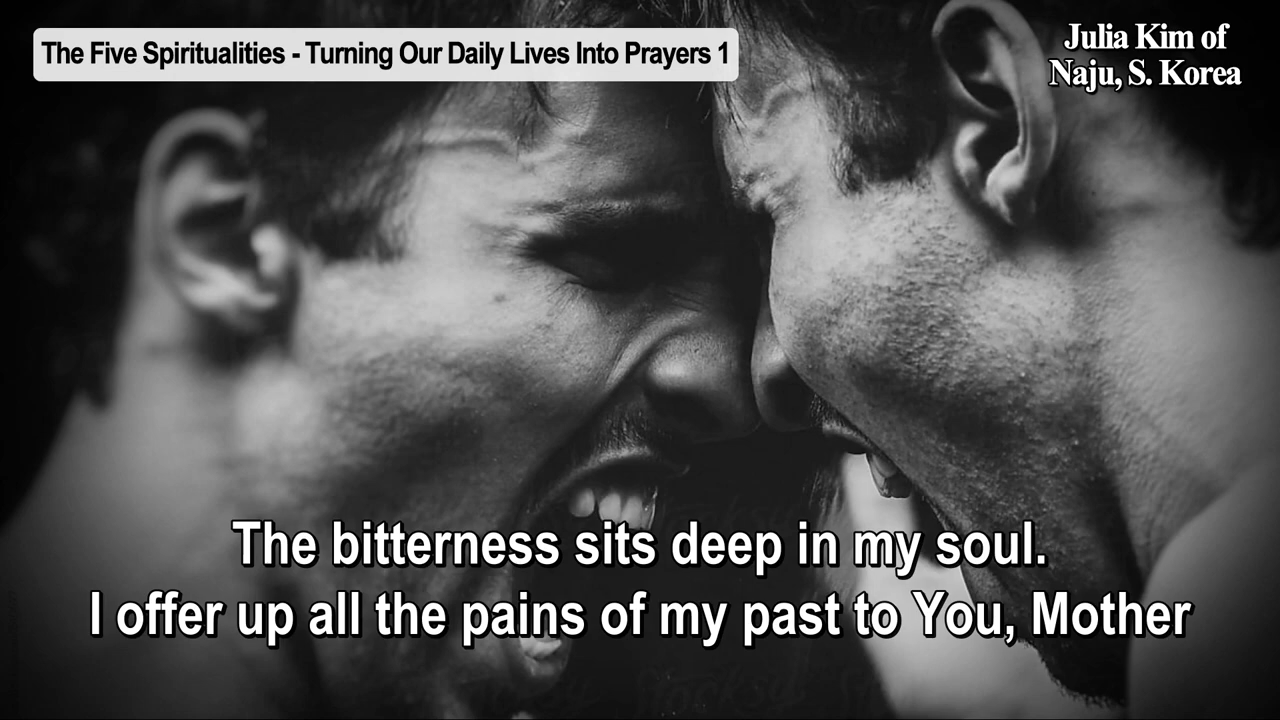 The Five Spiritualities - Turning Our Daily Lives Into Prayers 1
Julia Kim of
Naju, S. Korea
The bitterness sits deep in my soul.
I offer up all the pains of my past to You, Mother